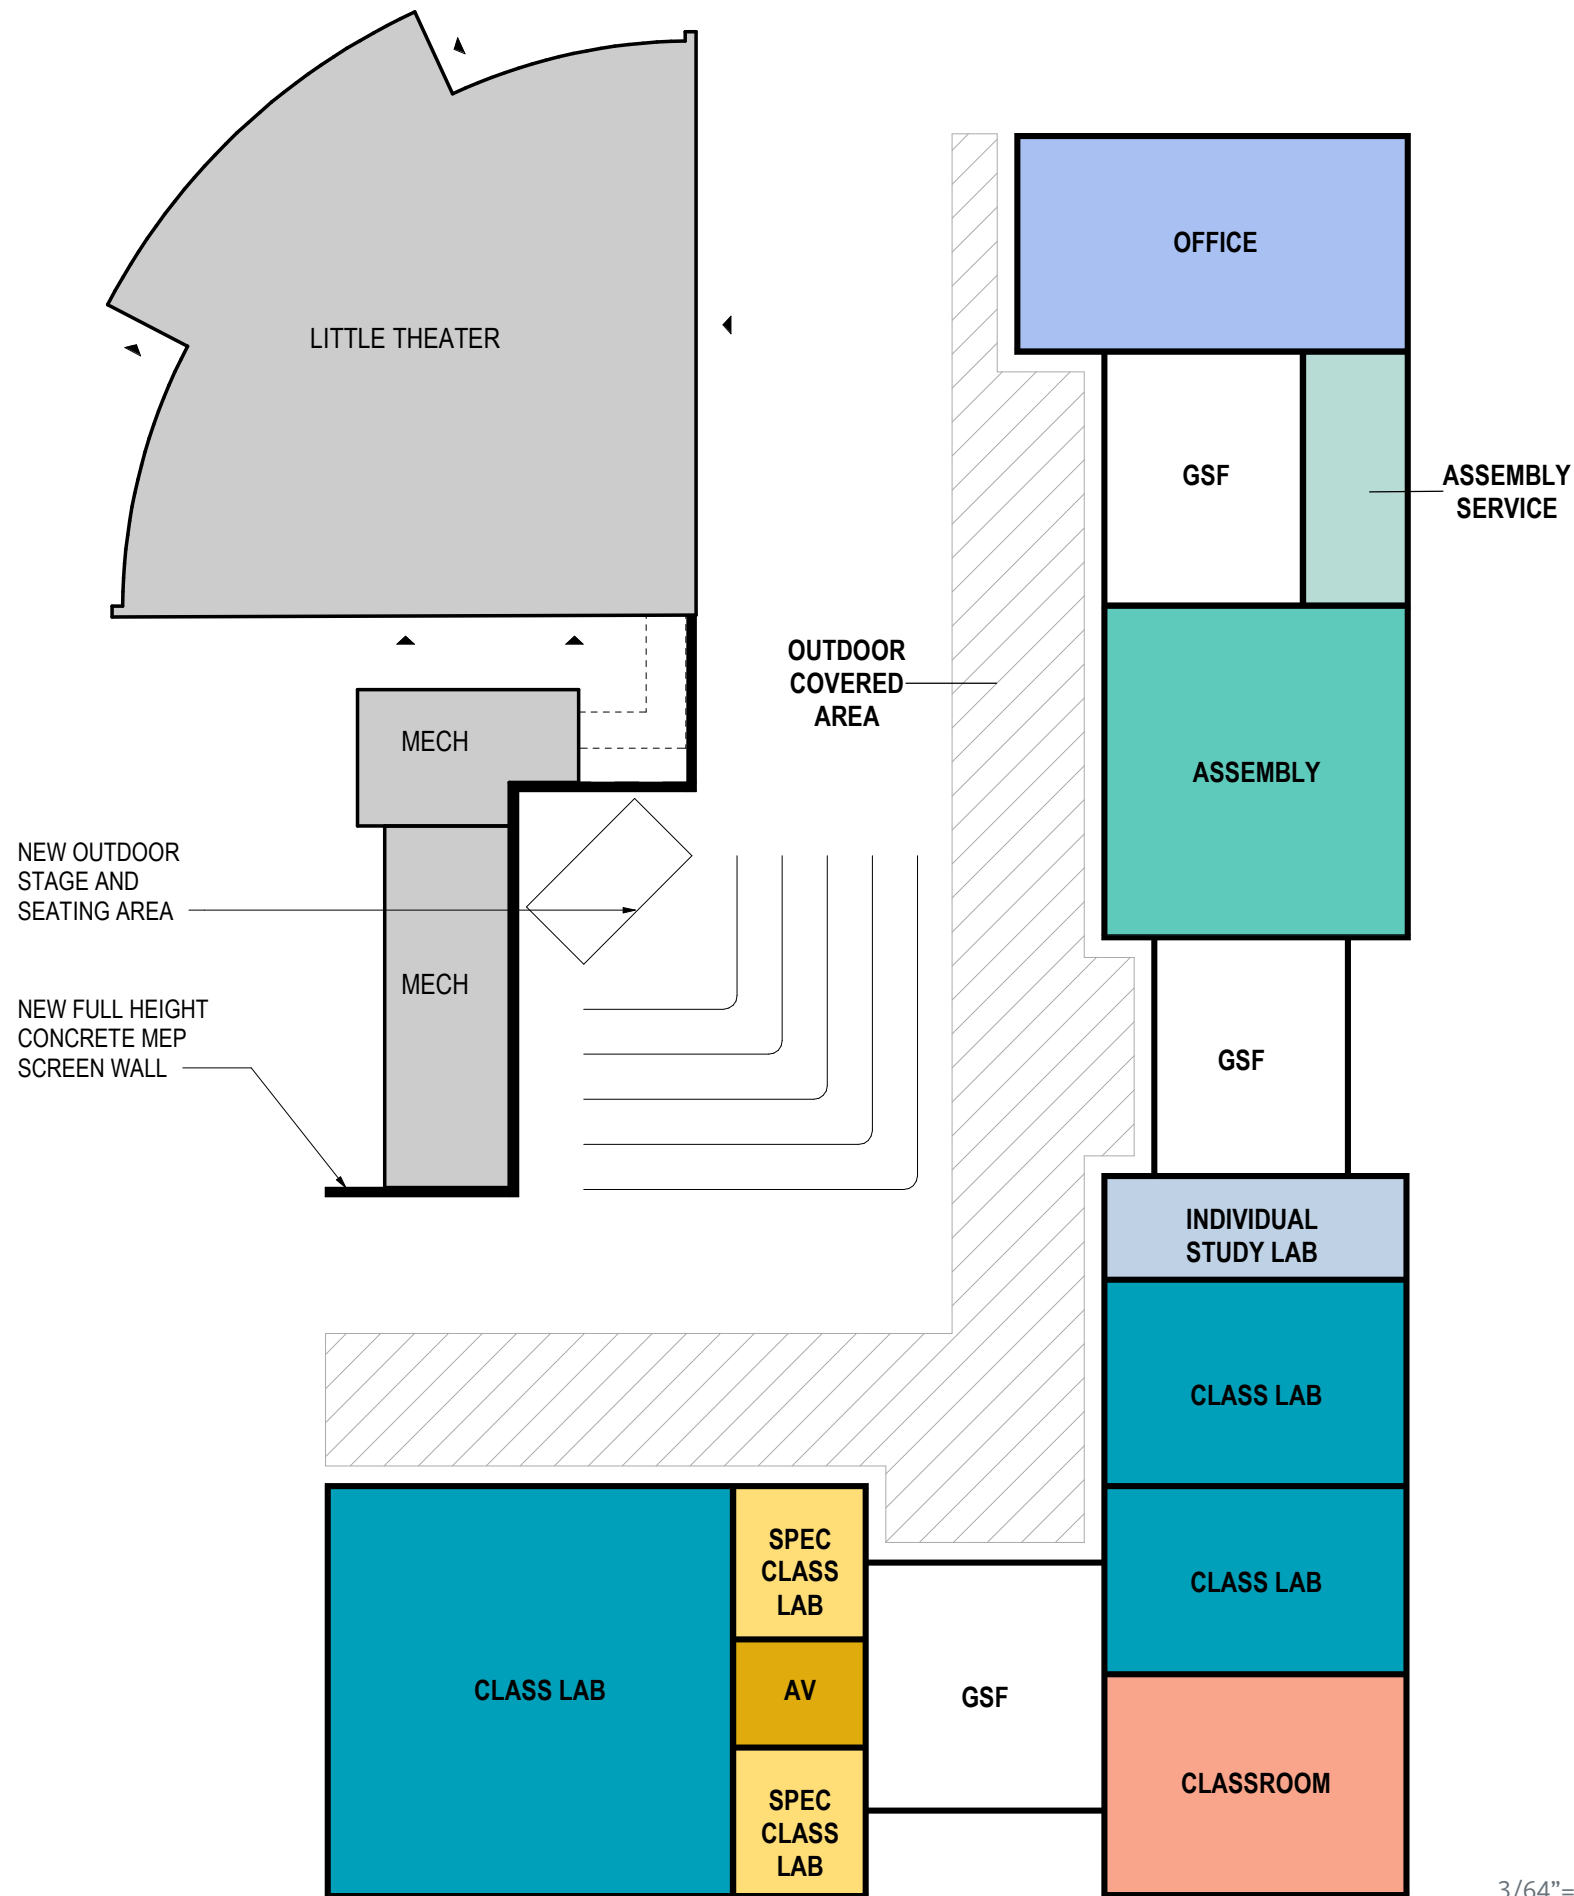 OFFICE
LITTLE THEATER
GSF
ASSEMBLY
SERVICE
OUTDOOR
COVERED
AREA
MECH
ASSEMBLY
NEW OUTDOOR
STAGE AND
SEATING AREA
MECH
NEW FULL HEIGHT
CONCRETE MEP
SCREEN WALL
GSF
INDIVIDUAL
STUDY LAB
CLASS LAB
SPEC
CLASS
LAB
CLASS LAB
CLASS LAB
AV
GSF
CLASSROOM
SPEC
CLASS
LAB
3/64"=